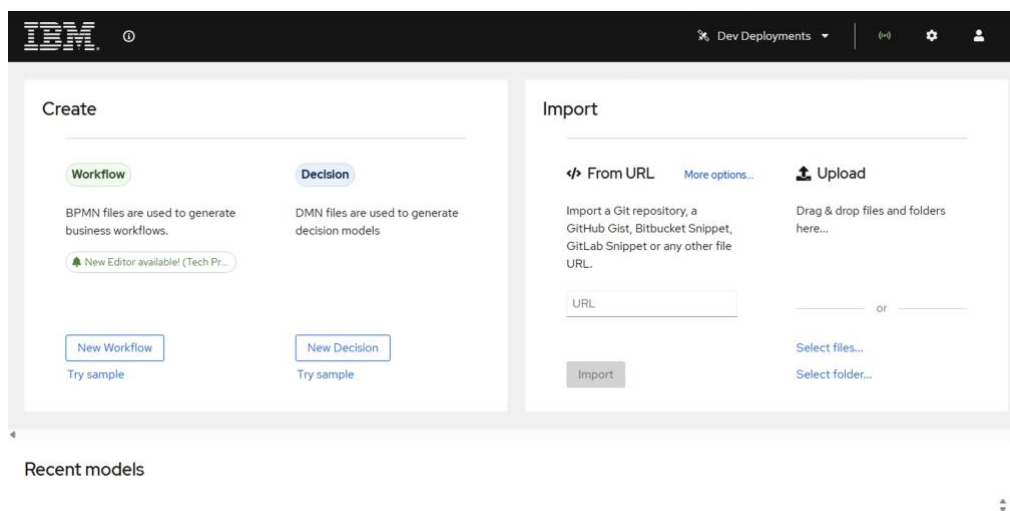 IBM
Dev Deployments
Create
Workflow
BPMN files are used to generate
business workflows.
New Editor available! (Tech Pr...
New Workflow
Try sample
Decision
DMN files are used to generate
decision models
New Decision
Try sample
Import
</> From URL
More options...
Import a Git repository, a
GitHub Gist, Bitbucket Snippet,
GitLab Snippet or any other file
URL.
URL
Import
Upload
Drag & drop files and folders
here...
or
Select files...
Select folder...
Recent models